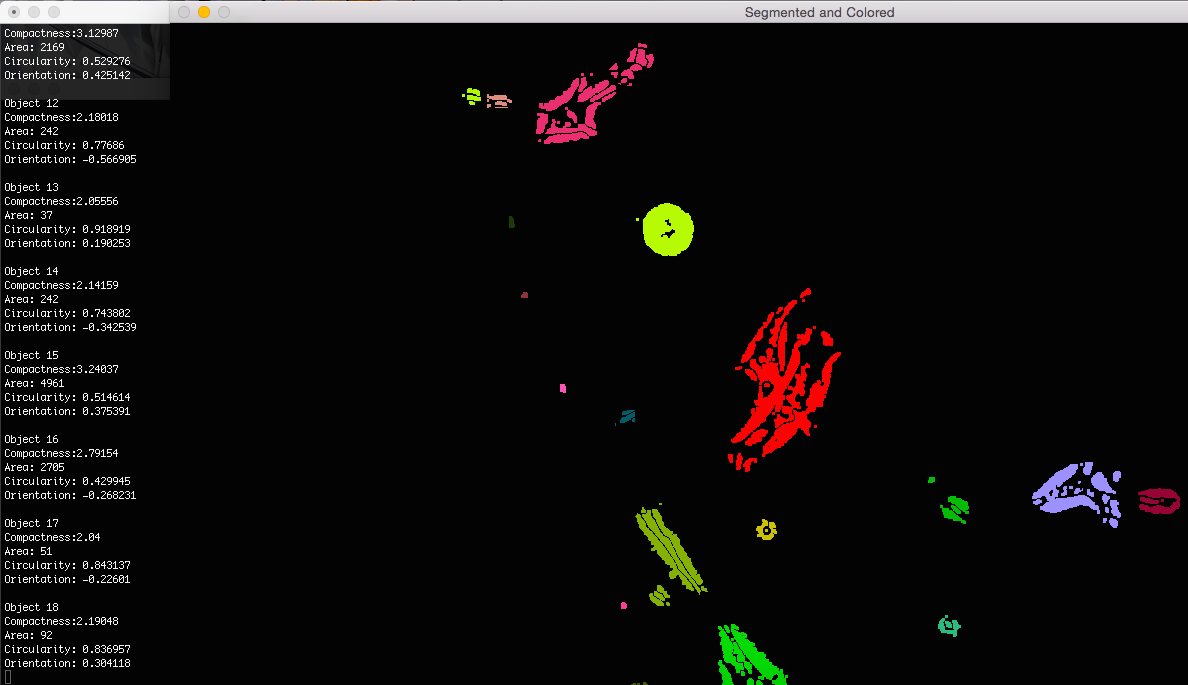 Segmented and Colored
Compactness:3.12987
Area: 2169
Circularity: 0.529276
Orientation: 0.425142
Object 12
Compactness:2.18018
Area: 242
Circularity: 0.77686
Orientation: -0.566905
Object 13
Compactness:2.05556
Area: 37
Circularity: 0.918919
Orientation: 0.190253
Object 14
Compactness:2.14159
Area: 242
Circularity: 0.743802
Orientation: -0.342539
Object 15
Compactness:3.24037
Area: 4961
Circularity: 0.514614
Orientation: 0.375391
Object 16
Compactness:2.79154
Area: 2705
Circularity: 0.429945
Orientation: -0.268231
Object 17
Compactness:2.04
Area: 51
Circularity: 0.843137
Orientation: -0.22601
Object 18
Compactness:2.19048
Area: 92
Circularity: 0.836957
Orientation: 0.304118